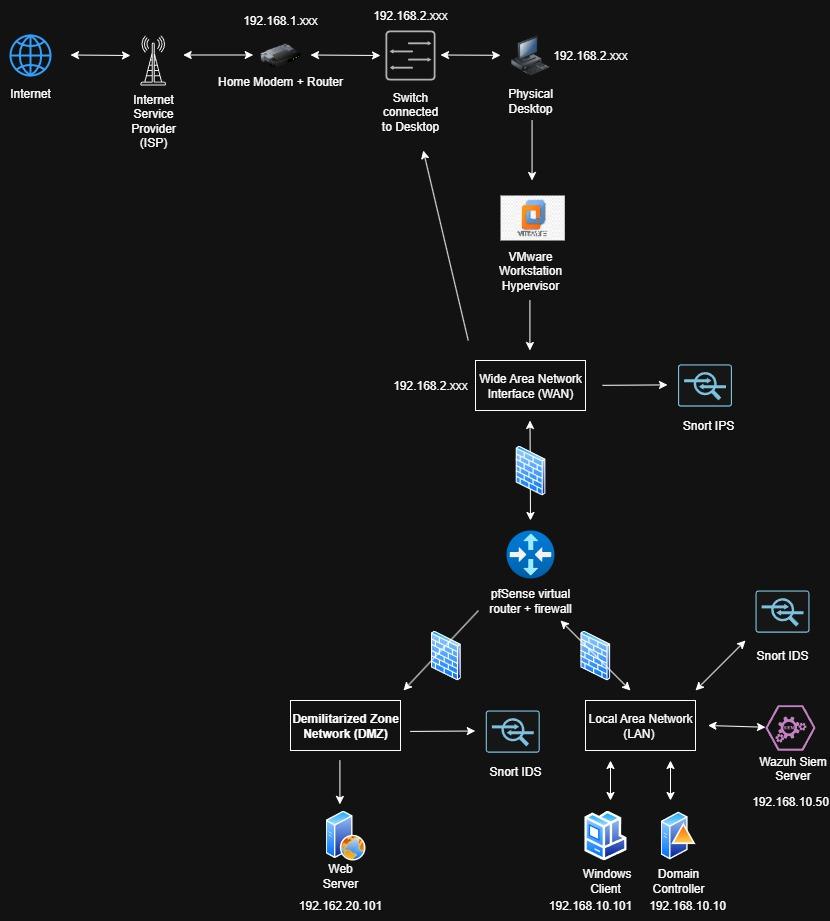 192.168.1.xxx
192.168.2.xxx
192.168.2.xxx
Internet
Internet
Service
Provider
(ISP)
Home Modem + Router
Switch
connected
to Desktop
Physical
Desktop
VMWARE
VMware
Workstation
Hypervisor
192.168.2.xxx
Wide Area Network
Interface (WAN)
Snort IPS
pfSense virtual
router + firewall
Snort IDS
Demilitarized Zone
Network (DMZ)
Snort IDS
Local Area Network
(LAN)
Wazuh Siem
Server
192.168.10.50
Web
Server
192.162.20.101
Windows
Client
192.168.10.101
Domain
Controller
192.168.10.10